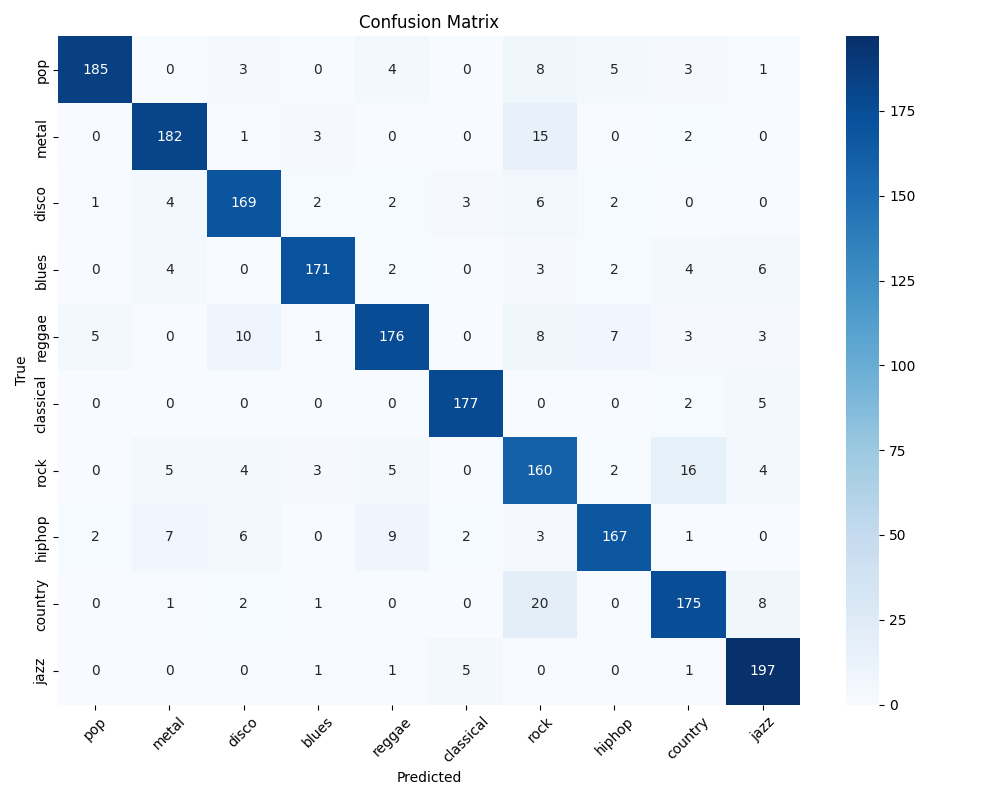 Confusion Matrix
pop 185 0 3 0 4 0 8 5 3 1
metal 0 182 1 3 0 0 15 0 2 0
disco 1 4 169 2 2 3 6 2 0 0
blues 0 4 0 171 2 0 3 2 4 6
reggae 5 0 10 1 176 0 8 7 3 3
classical 0 0 0 0 0 177 0 0 2 5
rock 0 5 4 3 5 0 160 2 16 4
hiphop 2 7 6 0 9 2 3 167 1 0
country 0 1 2 1 0 0 20 0 175 8
jazz 0 0 0 1 1 5 0 0 1 197
True
pop metal disco blues reggae classical rock hiphop country jazz
Predicted
175
150
125
100
75
50
25
0